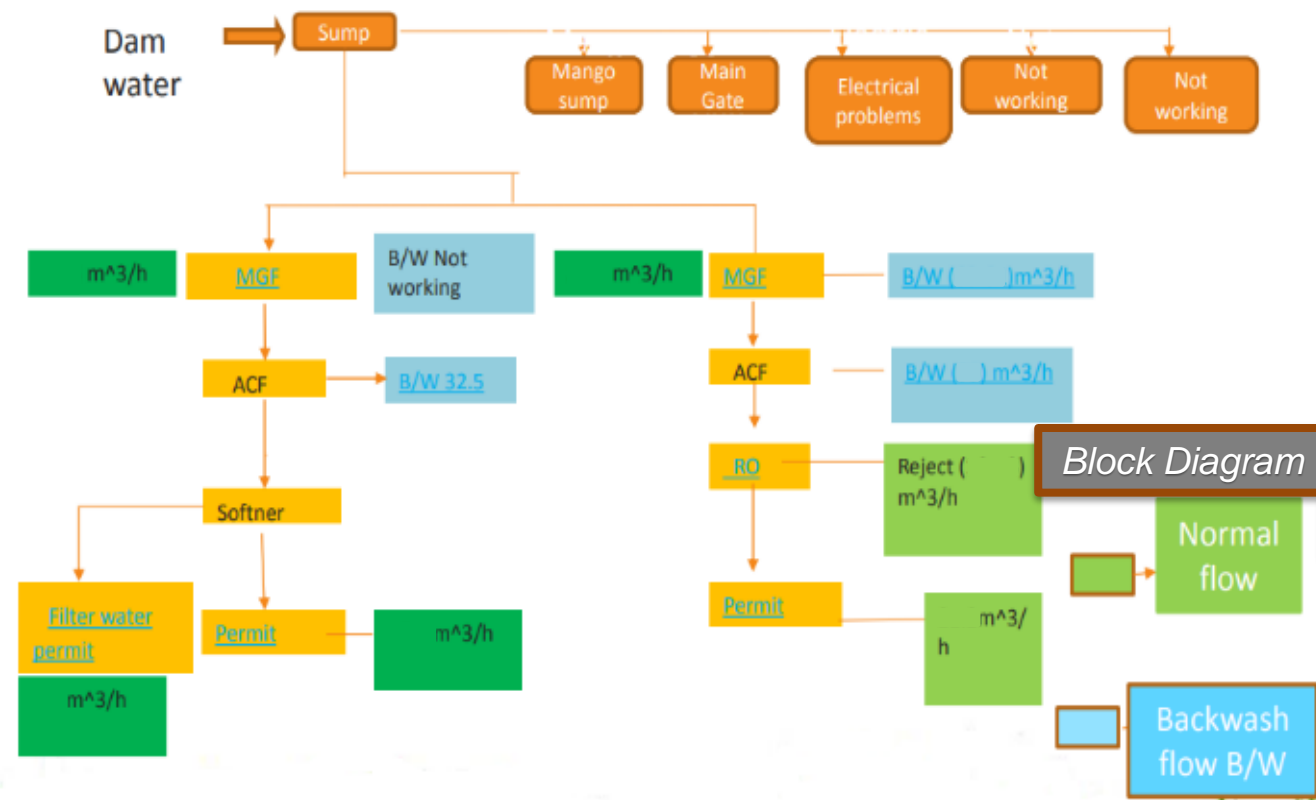 Dam
water
Sump
Mango
sump
Main
Gate
Electrical
problems
Not
working
Not
working
m^3/h
MGF
B/W Not
working
m^3/h
MGF
B/W ( .)m^3/h
ACF
B/W 32.5
ACF
B/W ( ) m^3/h
RO
Reject ( )
m^3/h
Block Diagram
Softner
Normal
flow
Filter water
permit
Permit
m^3/h
Permit
m^3/
h
m^3/h
Backwash
flow B/W